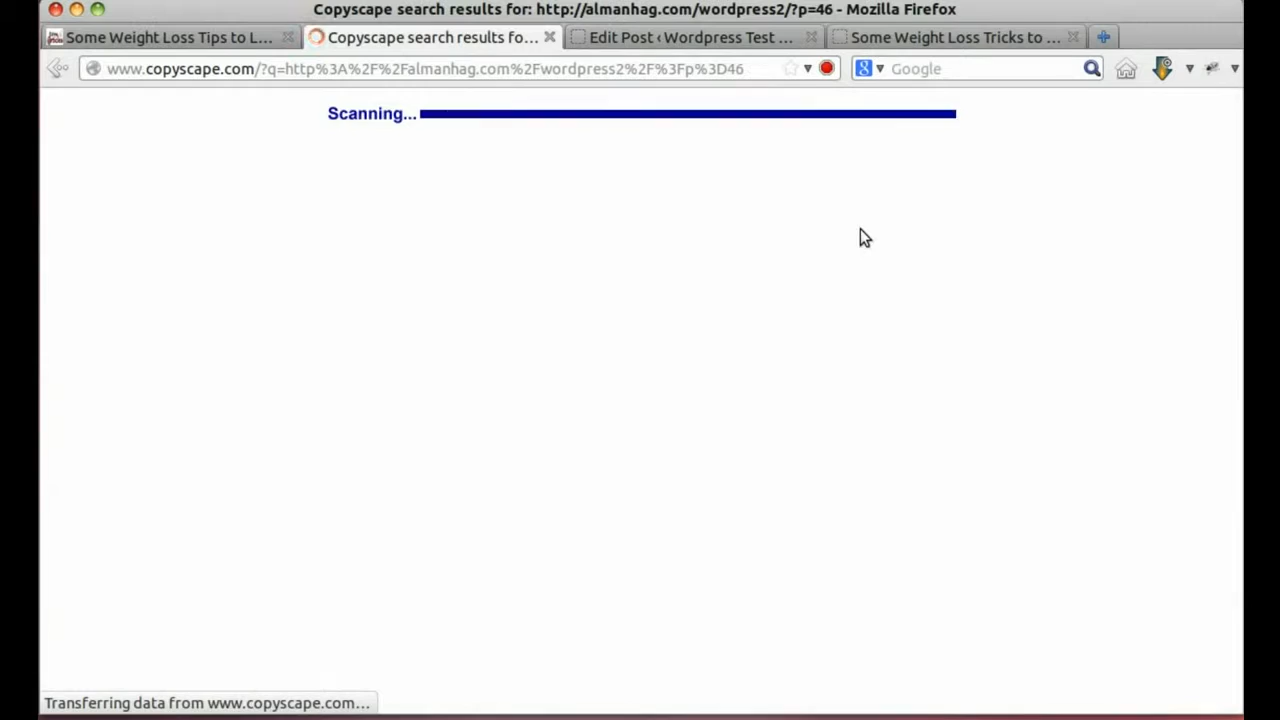 Copyscape search results for: http://almanhag.com/wordpress2/?p=46 - Mozilla Firefox
Some Weight Loss Tips to L... Copyscape search results fo... Edit Post ‹ Wordpress Test ... Some Weight Loss Tricks to ...
www.copyscape.com/?q=http%3A%2F%2Falmanhag.com%2Fwordpress2%2F%3Fp%3D46 8 Google
Scanning...
Transferring data from www.copyscape.com...